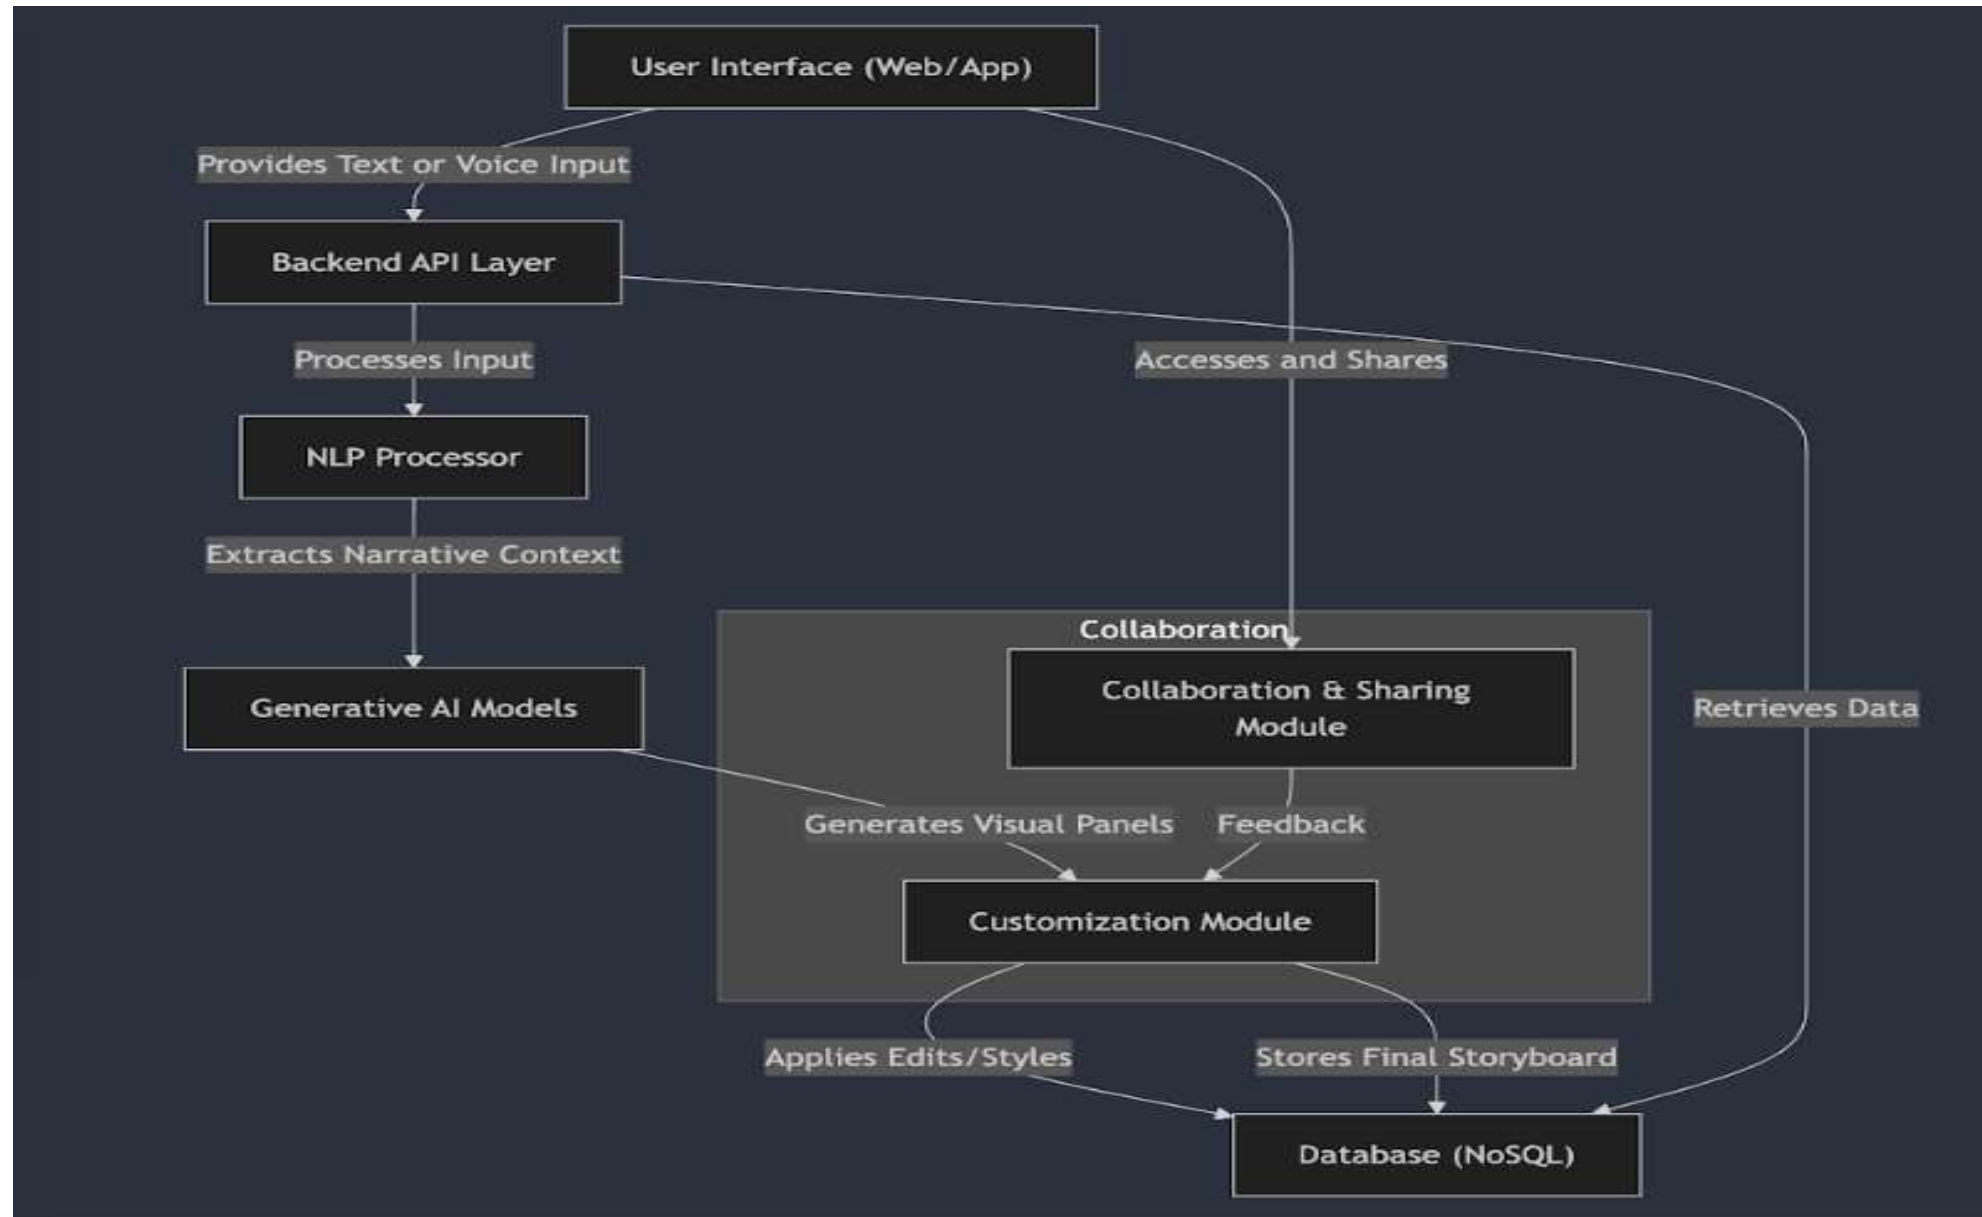 User Interface (Web/App)
Provides Text or Voice Input
Backend API Layer
Processes Input
Accesses and Shares
NLP Processor
Extracts Narrative Context
Collaboration
Collaboration & Sharing
Module
Generative AI Models
Retrieves Data
Generates Visual Panels
Feedback
Customization Module
Applies Edits/Styles
Stores Final Storyboard
Database (NoSQL)